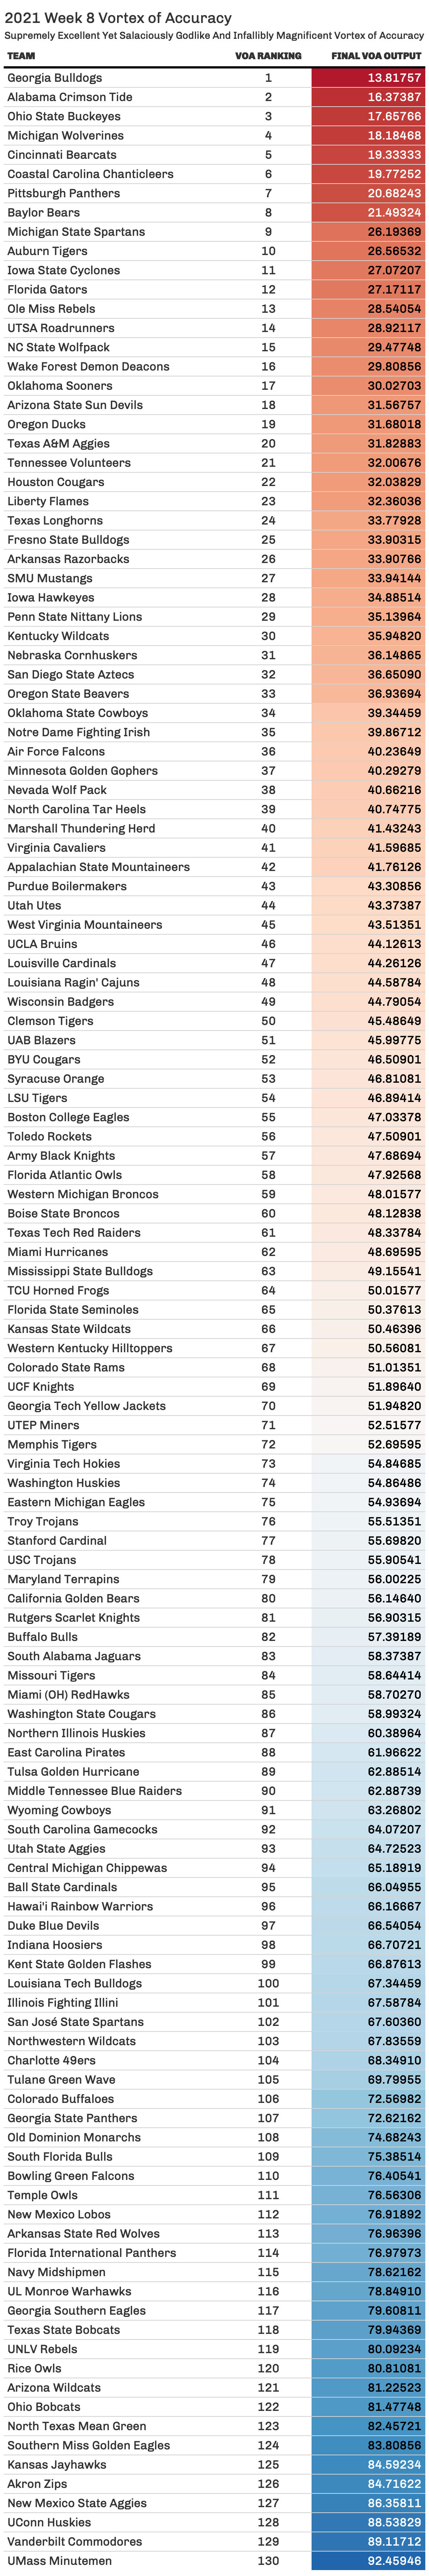 2021 Week 8 Vortex of Accuracy
Supremely Excellent Yet Salaciously Godlike And Infallibly Magnificent Vortex of Accuracy
TEAM VOA RANKING FINAL VOA OUTPUT
Georgia Bulldogs 1 13.81757
Alabama Crimson Tide 2 16.37387
Ohio State Buckeyes 3 17.65766
Michigan Wolverines 4 18.18468
Cincinnati Bearcats 5 19.33333
Coastal Carolina Chanticleers 6 19.77252
Pittsburgh Panthers 7 20.68243
Baylor Bears 8 21.49324
Michigan State Spartans 9 26.19369
Auburn Tigers 10 26.56532
Iowa State Cyclones 11 27.07207
Florida Gators 12 27.17117
Ole Miss Rebels 13 28.54054
UTSA Roadrunners 14 28.92117
NC State Wolfpack 15 29.47748
Wake Forest Demon Deacons 16 29.80856
Oklahoma Sooners 17 30.02703
Arizona State Sun Devils 18 31.56757
Oregon Ducks 19 31.68018
Texas A&M Aggies 20 31.82883
Tennessee Volunteers 21 32.00676
Houston Cougars 22 32.03829
Liberty Flames 23 32.36036
Texas Longhorns 24 33.77928
Fresno State Bulldogs 25 33.90315
Arkansas Razorbacks 26 33.90766
SMU Mustangs 27 33.94144
Iowa Hawkeyes 28 34.88514
Penn State Nittany Lions 29 35.13964
Kentucky Wildcats 30 35.94820
Nebraska Cornhuskers 31 36.14865
San Diego State Aztecs 32 36.65090
Oregon State Beavers 33 36.93694
Oklahoma State Cowboys 34 39.34459
Notre Dame Fighting Irish 35 39.86712
Air Force Falcons 36 40.23649
Minnesota Golden Gophers 37 40.29279
Nevada Wolf Pack 38 40.66216
North Carolina Tar Heels 39 40.74775
Marshall Thundering Herd 40 41.43243
Virginia Cavaliers 41 41.59685
Appalachian State Mountaineers 42 41.76126
Purdue Boilermakers 43 43.30856
Utah Utes 44 43.37387
West Virginia Mountaineers 45 43.51351
UCLA Bruins 46 44.12613
Louisville Cardinals 47 44.26126
Louisiana Ragin' Cajuns 48 44.58784
Wisconsin Badgers 49 44.79054
Clemson Tigers 50 45.48649
UAB Blazers 51 45.99775
BYU Cougars 52 46.50901
Syracuse Orange 53 46.81081
LSU Tigers 54 46.89414
Boston College Eagles 55 47.03378
Toledo Rockets 56 47.50901
Army Black Knights 57 47.68694
Florida Atlantic Owls 58 47.92568
Western Michigan Broncos 59 48.01577
Boise State Broncos 60 48.12838
Texas Tech Red Raiders 61 48.33784
Miami Hurricanes 62 48.69595
Mississippi State Bulldogs 63 49.15541
TCU Horned Frogs 64 50.01577
Florida State Seminoles 65 50.37613
Kansas State Wildcats 66 50.46396
Western Kentucky Hilltoppers 67 50.56081
Colorado State Rams 68 51.01351
UCF Knights 69 51.89640
Georgia Tech Yellow Jackets 70 51.94820
UTEP Miners 71 52.51577
Memphis Tigers 72 52.69595
Virginia Tech Hokies 73 54.84685
Washington Huskies 74 54.86486
Eastern Michigan Eagles 75 54.93694
Troy Trojans 76 55.51351
Stanford Cardinal 77 55.69820
USC Trojans 78 55.90541
Maryland Terrapins 79 56.00225
California Golden Bears 80 56.14640
Rutgers Scarlet Knights 81 56.90315
Buffalo Bulls 82 57.39189
South Alabama Jaguars 83 58.37387
Missouri Tigers 84 58.64414
Miami (OH) RedHawks 85 58.70270
Washington State Cougars 86 58.99324
Northern Illinois Huskies 87 60.38964
East Carolina Pirates 88 61.96622
Tulsa Golden Hurricane 89 62.88514
Middle Tennessee Blue Raiders 90 62.88739
Wyoming Cowboys 91 63.26802
South Carolina Gamecocks 92 64.07207
Utah State Aggies 93 64.72523
Central Michigan Chippewas 94 65.18919
Ball State Cardinals 95 66.04955
Hawai'i Rainbow Warriors 96 66.16667
Duke Blue Devils 97 66.54054
Indiana Hoosiers 98 66.70721
Kent State Golden Flashes 99 66.87613
Louisiana Tech Bulldogs 100 67.34459
Illinois Fighting Illini 101 67.58784
San José State Spartans 102 67.60360
Northwestern Wildcats 103 67.83559
Charlotte 49ers 104 68.34910
Tulane Green Wave 105 69.79955
Colorado Buffaloes 106 72.56982
Georgia State Panthers 107 72.62162
Old Dominion Monarchs 108 74.68243
South Florida Bulls 109 75.38514
Bowling Green Falcons 110 76.40541
Temple Owls 111 76.56306
New Mexico Lobos 112 76.91892
Arkansas State Red Wolves 113 76.96396
Florida International Panthers 114 76.97973
Navy Midshipmen 115 78.62162
UL Monroe Warhawks 116 78.84910
Georgia Southern Eagles 117 79.60811
Texas State Bobcats 118 79.94369
UNLV Rebels 119 80.09234
Rice Owls 120 80.81081
Arizona Wildcats 121 81.22523
Ohio Bobcats 122 81.47748
North Texas Mean Green 123 82.45721
Southern Miss Golden Eagles 124 83.80856
Kansas Jayhawks 125 84.59234
Akron Zips 126 84.71622
New Mexico State Aggies 127 86.35811
UConn Huskies 128 88.53829
Vanderbilt Commodores 129 89.11712
UMass Minutemen 130 92.45946